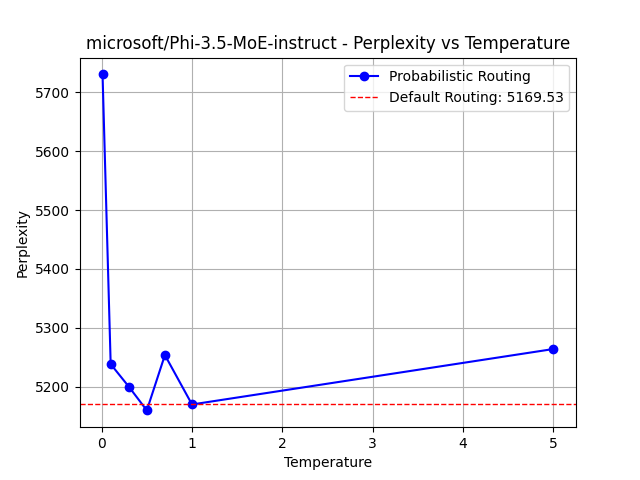 microsoft/Phi-3.5-MoE-instruct - Perplexity vs Temperature
Probabilistic Routing
Default Routing: 5169.53
Perplexity
5700
5600
5500
5400
5300
5200
0 1 2 3 4 5
Temperature